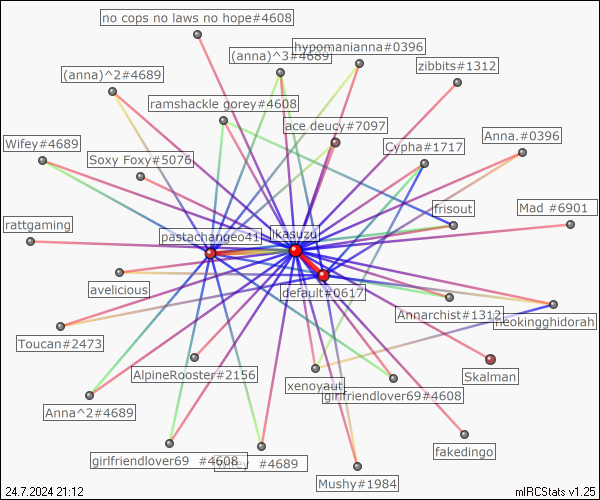 no cops no laws no hope#4608
hypomanianna#0396
(anna)^3#4689
zibbits#1312
(anna)^2#4689
ramshackle gorey#4608
ace deucy#7097
Anna.#0396
Wifey#4689
Cypha#1717
Soxy Foxy#5076
frisout
Mad #6901
rattgaming
pastachangeo41
jikasuzu
default#0617
avelicious
Annarchist#1312
neokingghidorah
Toucan#2473
AlpineRooster#2156
Skalman
xenoyaut
girlfriendlover69#4608
Anna^2#4689
girlfriendlover69 #4608
#4689
fakedingo
Mushy#1984
24.7.2024 21:12
mIRCStats v1.25